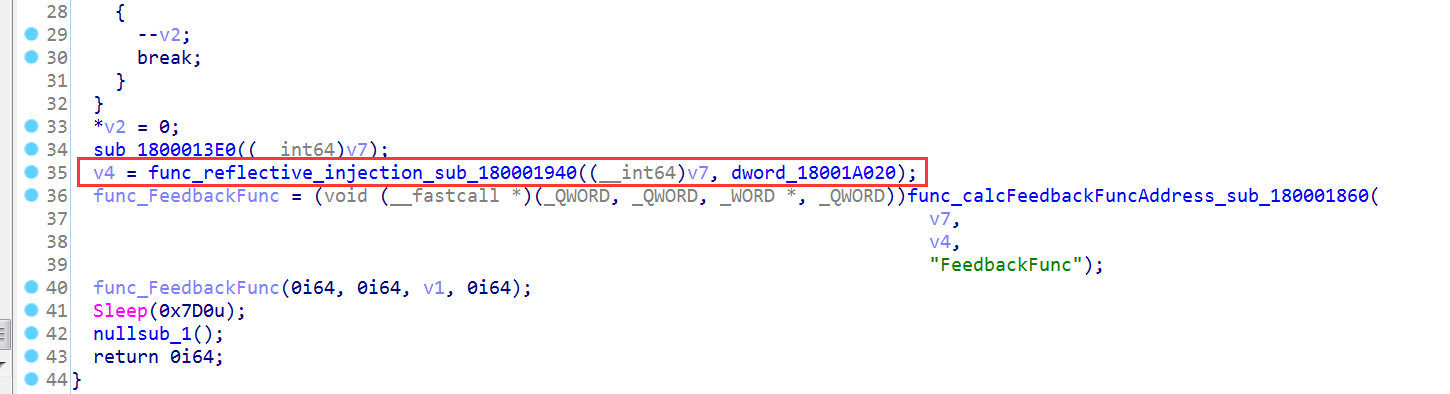 28 {
29 --v2;
30 break;
31 }
32 }
33 *v2 = 0;
34 sub_1800013E0((__int64)v7);
35 v4 = func_reflective_injection_sub_180001940((__int64)v7, dword_18001A020);
36 func_FeedbackFunc = (void (__fastcall *)(_QWORD, _QWORD, _WORD *, _QWORD))func_calcFeedbackFuncAddress_sub_180001860(
37 v7,
38 v4,
39 "FeedbackFunc");
40 func_FeedbackFunc(0i64, 0i64, v1, 0i64);
41 Sleep(0x7D0u);
42 nullsub_1();
43 return 0i64;
44 }